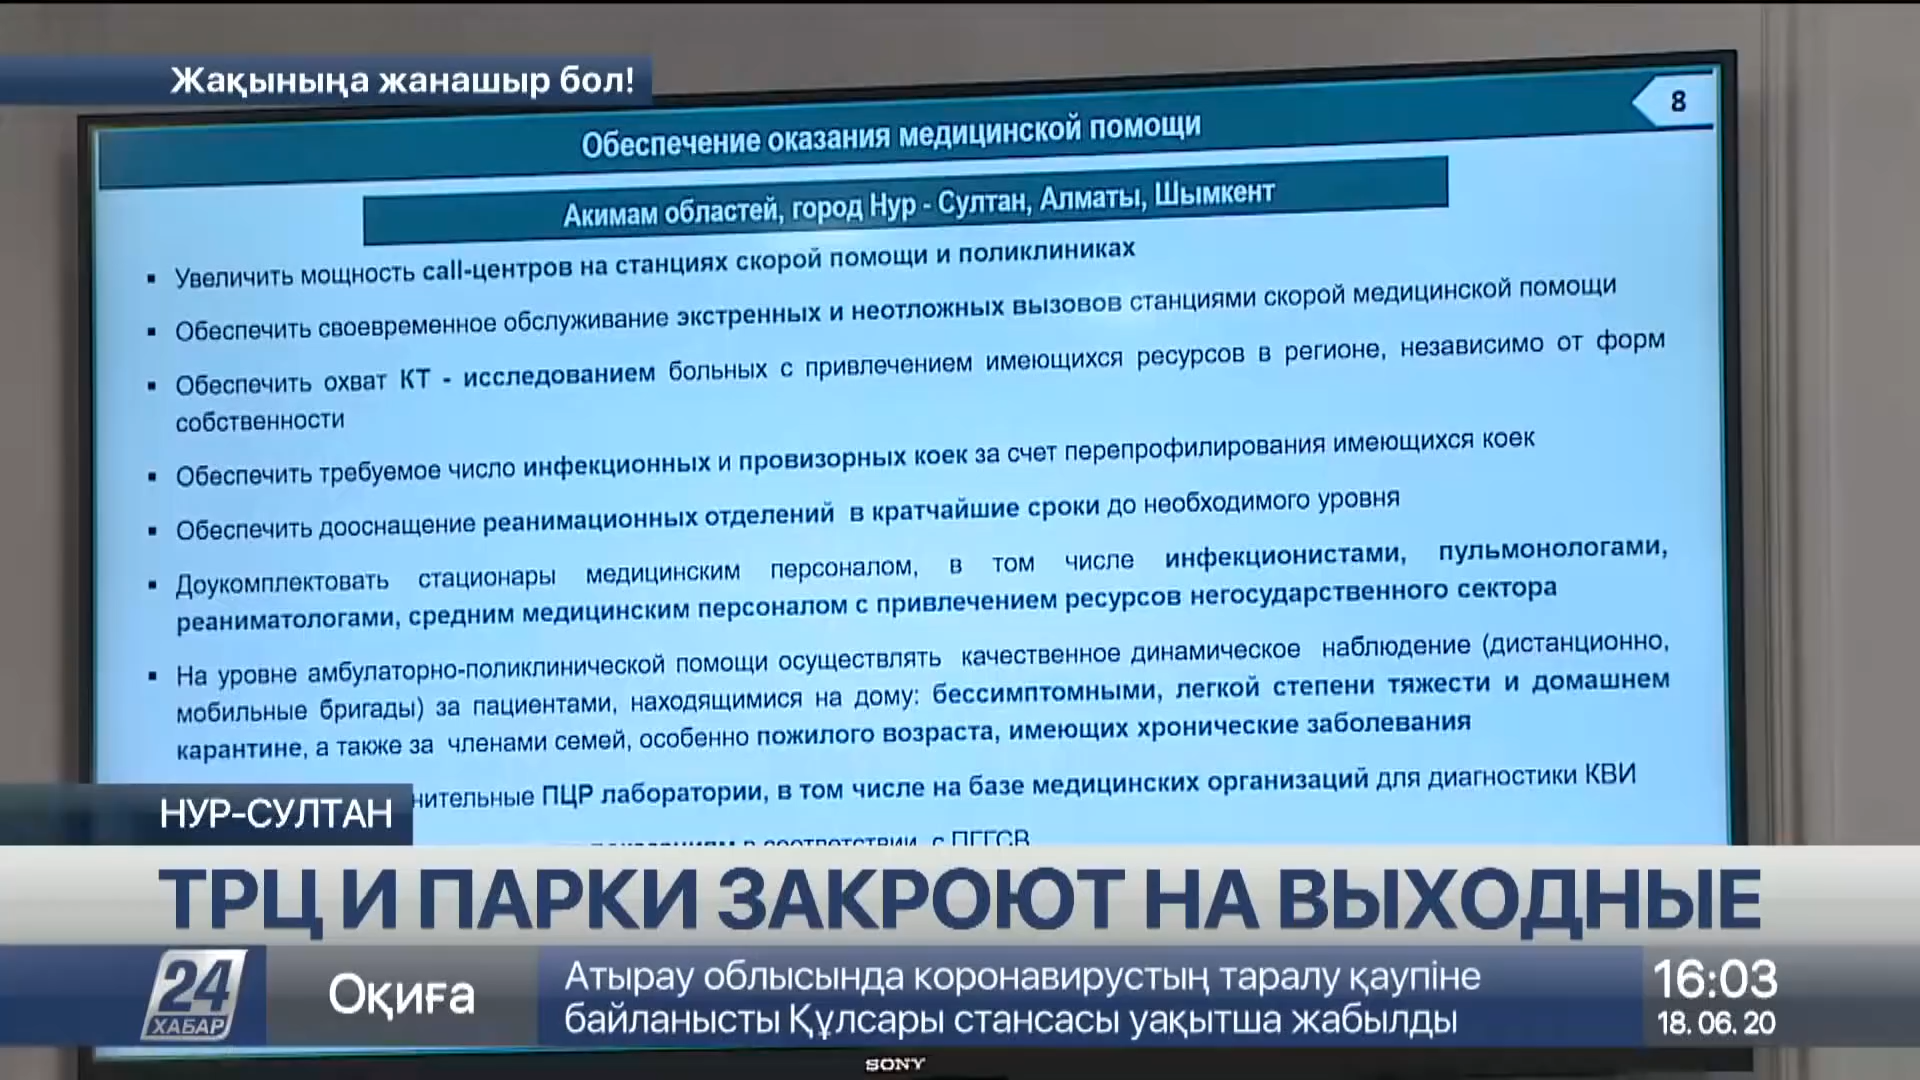 Жақыныңа жанашыр бол!
8
Обеспечение оказания медицинской помощи
Акимам областей, город Нур - Султан, Алматы, Шымкент
▪ Увеличить мощность call-центров на станциях скорой помощи и поликлиниках
▪ Обеспечить своевременное обслуживание экстренных и неотложных вызовов станциями скорой медицинской помощи
▪ Обеспечить охват КТ - исследованием больных с привлечением имеющихся ресурсов в регионе, независимо от форм
собственности
▪ Обеспечить требуемое число инфекционных и провизорных коек за счет перепрофилирования имеющихся коек
▪ Обеспечить дооснащение реанимационных отделений в кратчайшие сроки до необходимого уровня
▪ Доукомплектовать стационары медицинским персоналом, в том числе инфекционистами, пульмонологами,
реаниматологами, средним медицинским персоналом с привлечением ресурсов негосударственного сектора
▪ На уровне амбулаторно-поликлинической помощи осуществлять качественное динамическое наблюдение (дистанционно,
мобильные бригады) за пациентами, находящимися на дому: бессимптомными, легкой степени тяжести и домашнем
карантине, а также за членами семей, особенно пожилого возраста, имеющих хронические заболевания
нительные ПЦР лаборатории, в том числе на базе медицинских организаций для диагностики КВИ
в соответствии с ПГГСВ
НУР-СУЛТАН
ТРЦ И ПАРКИ ЗАКРОЮТ НА ВЫХОДНЫЕ
24 ХАБАР
Оқиға
Атырау облысында коронавирустың таралу қаупіне
байланысты Құлсары стансасы уақытша жабылды
16:03
18. 06. 20
SONY